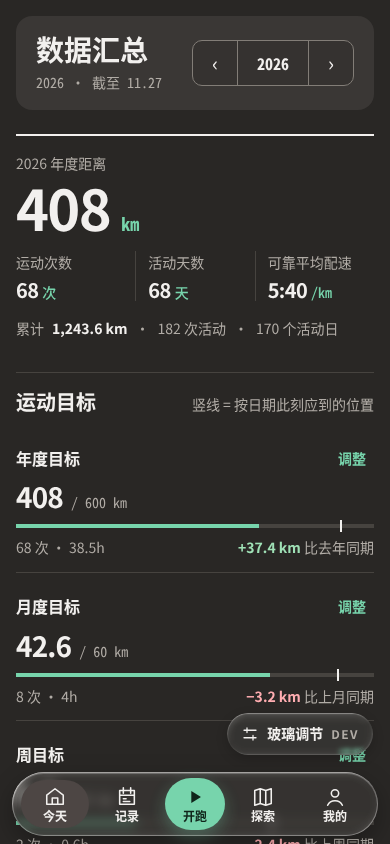 数据汇总
2026 • 截至 11.27
‹ 2026 ›
2026 年度距离
408 km
运动次数 活动天数 可靠平均配速
68 次 68 天 5:40 /km
累计 1,243.6 km • 182 次活动 • 170 个活动日
运动目标 竖线 = 按日期此刻应到的位置
年度目标 调整
408 / 600 km
68 次 • 38.5h +37.4 km 比去年同期
月度目标 调整
42.6 / 60 km
8 次 • 4h −3.2 km 比上月同期
玻璃调节 DEV
周目标 调整
今天 记录 开跑 探索 我的